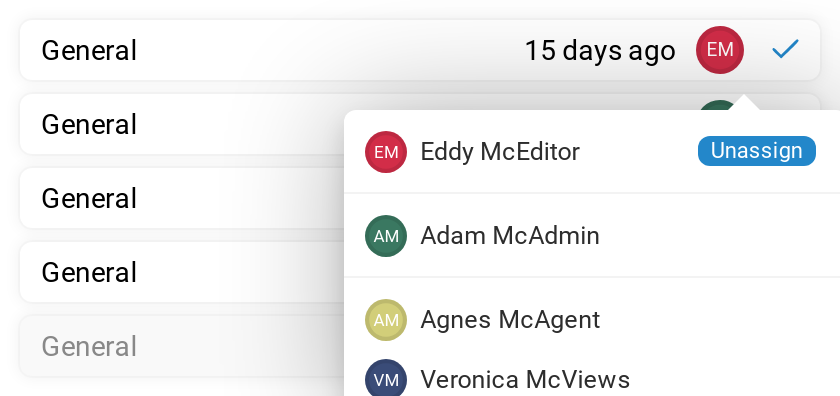 General 15 days ago EM
General
EM Eddy McEditor Unassign
General
AM Adam McAdmin
General
AM Agnes McAgent
General
VM Veronica McViews